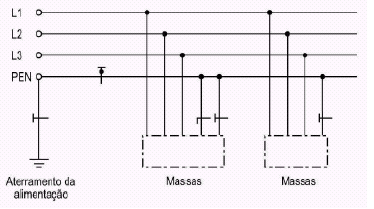 L1
L2
L3
PEN
Aterramento da
alimentação
Massas
Massas